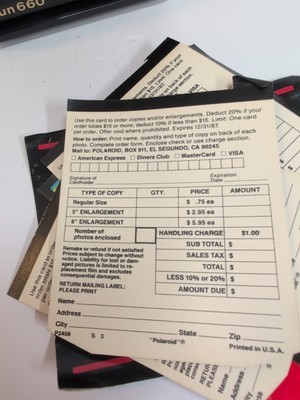 un660
Use this card to order copies and/or enlargements. Deduct 20% if your
order totals $15 or more; deduct 10% if less than $15. Limit: One card
per order. Offer void where prohibited. Expires 12/31/87.
How to order: Print name, quantity and type of copy on back of each
photo. Complete order form. Enclose check or use charge section.
Mail to: POLAROID, BOX 911, EL SEGUNDO, CA 90245
☐ American Express ☐ Diners Club ☐ MasterCard ☐ VISA
Signature of
Cardholder
Expiration
Date
TYPE OF COPY QTY. PRICE AMOUNT
Regular Size $ .75 ea
5" ENLARGEMENT $ 2.95 ea
8" ENLARGEMENT $ 5.95 ea
Number of
photos enclosed
HANDLING CHARGE $1.00
Remake or refund if not satisfied
Prices subject to change without
notice. Liability for lost or dam-
aged pictures is limited to re-
placement film and excludes
consequential damages.
SUB TOTAL $
SALES TAX $
TOTAL $
LESS 10% or 20% $
AMOUNT DUE $
RETURN MAILING LABEL:
PLEASE PRINT
Name
Address
City State Zip
P2466 S 3 "Polaroid"® Printed in U.S.A.